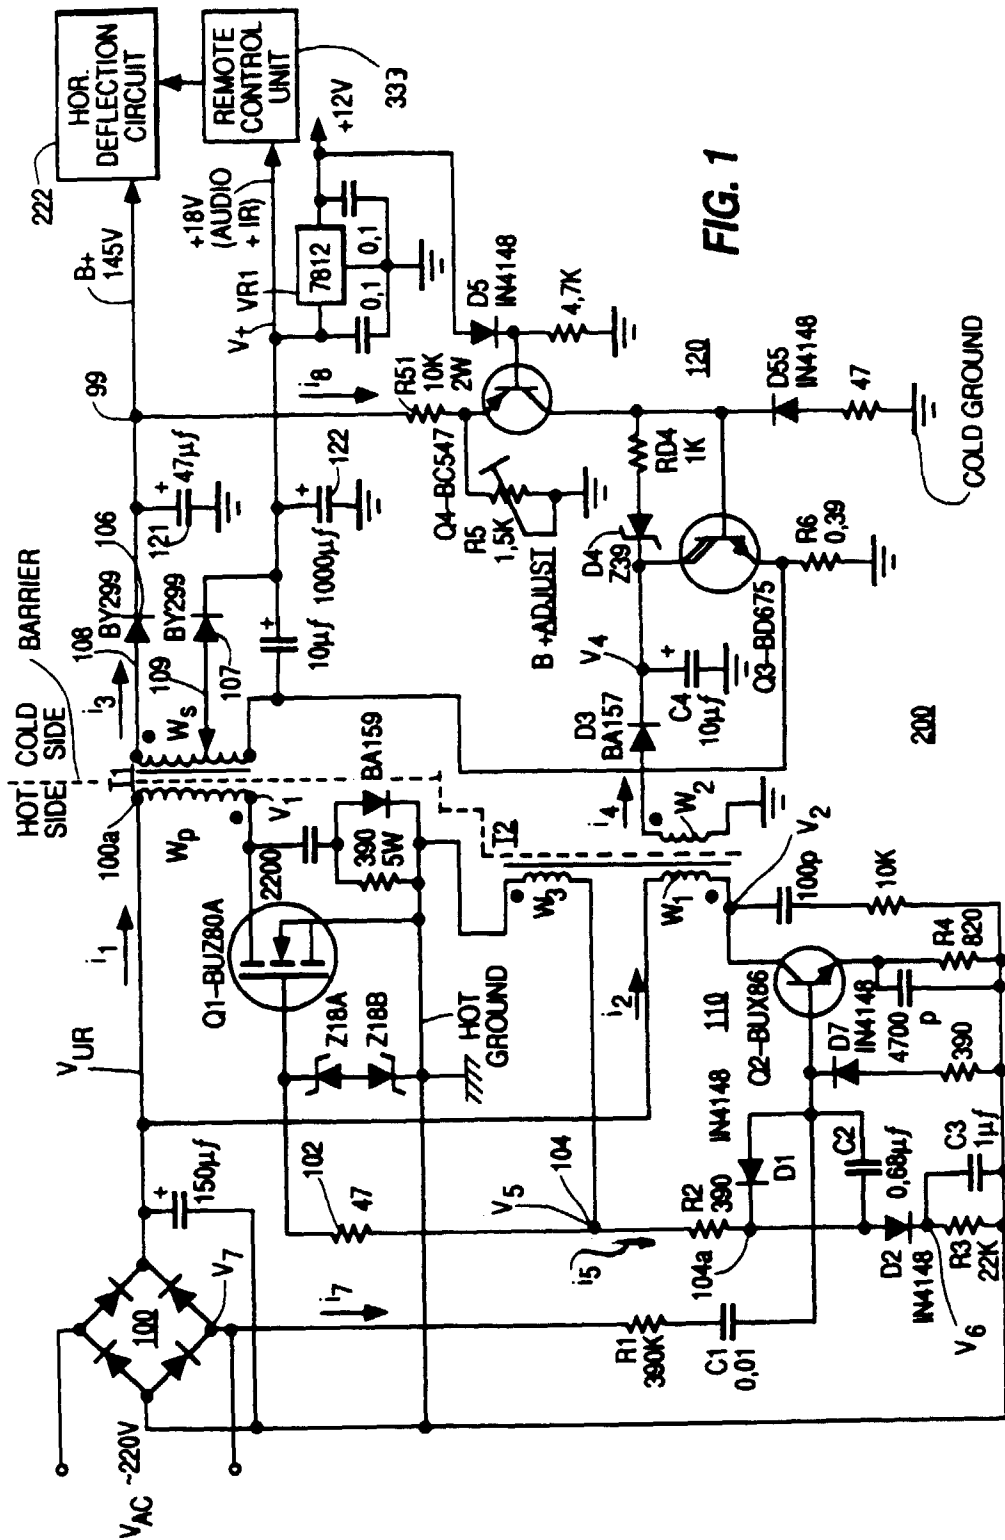 HOT
SIDE
COLD
SIDE
BARRIER
222
HOR.
DEFLECTION
CIRCUIT
B+
145V
99
REMOTE
CONTROL
UNIT
333
+18V
(AUDIO
+ IR)
V+
VR1
7812
0,1
0,1
+12V
i8
R51
10K
2W
D5
IN4148
4,7K
Q4-BC547
R5
1,5K
B +ADJUST
120
FIG. 1
D55
IN4148
47
COLD GROUND
RD4
1K
D4
Z39
Q3-BD675
R6
0,39
V4
C4
10µf
D3
BA157
i4
W2
200
121
47µf
106
BY299
108
i3
BY299
107
109
Ws
10µf
1000µf
122
T1
100a
Wp
V1
i1
VUR
Q1-BUZ80A
2200
390
5W
BA159
Z18A
Z18B
HOT
GROUND
T2
W3
W1
V2
i2
100p
10K
110
Q2-BUX86
R4
820
4700
p
D7
IN4148
390
IN4148
D1
C2
0,68µf
C3
1µf
D2
IN4148
R3
22K
V6
R2
390
104a
i5
V5
104
102
47
150µf
100
V7
i7
R1
390K
C1
0,01
VAC ~220V